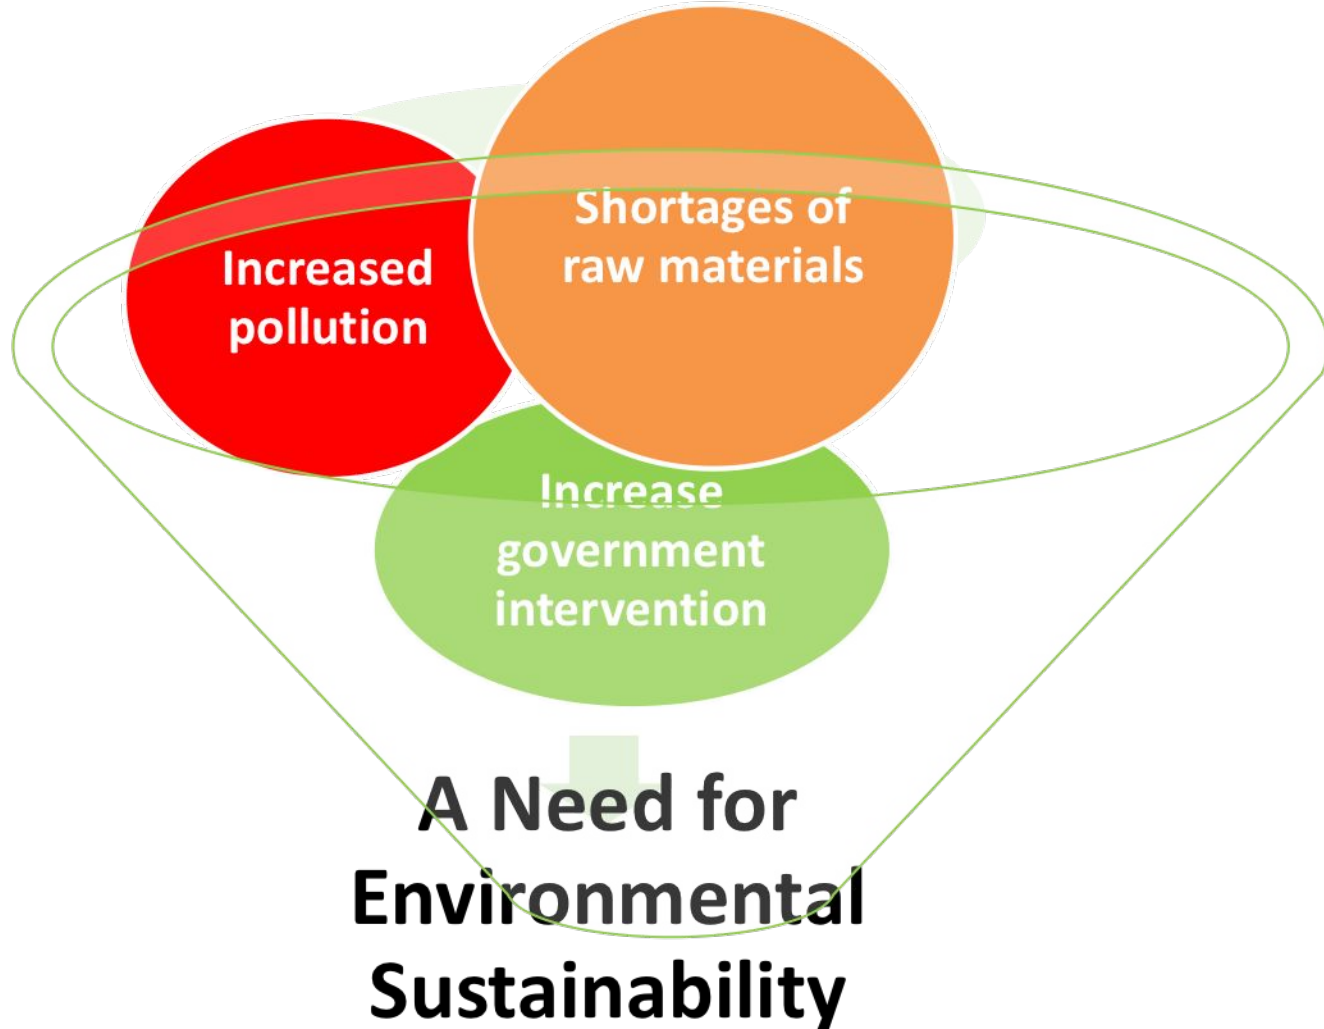 Shortages of
raw materials
Increased
pollution
Increase
government
intervention
A Need for
Environmental
Sustainability